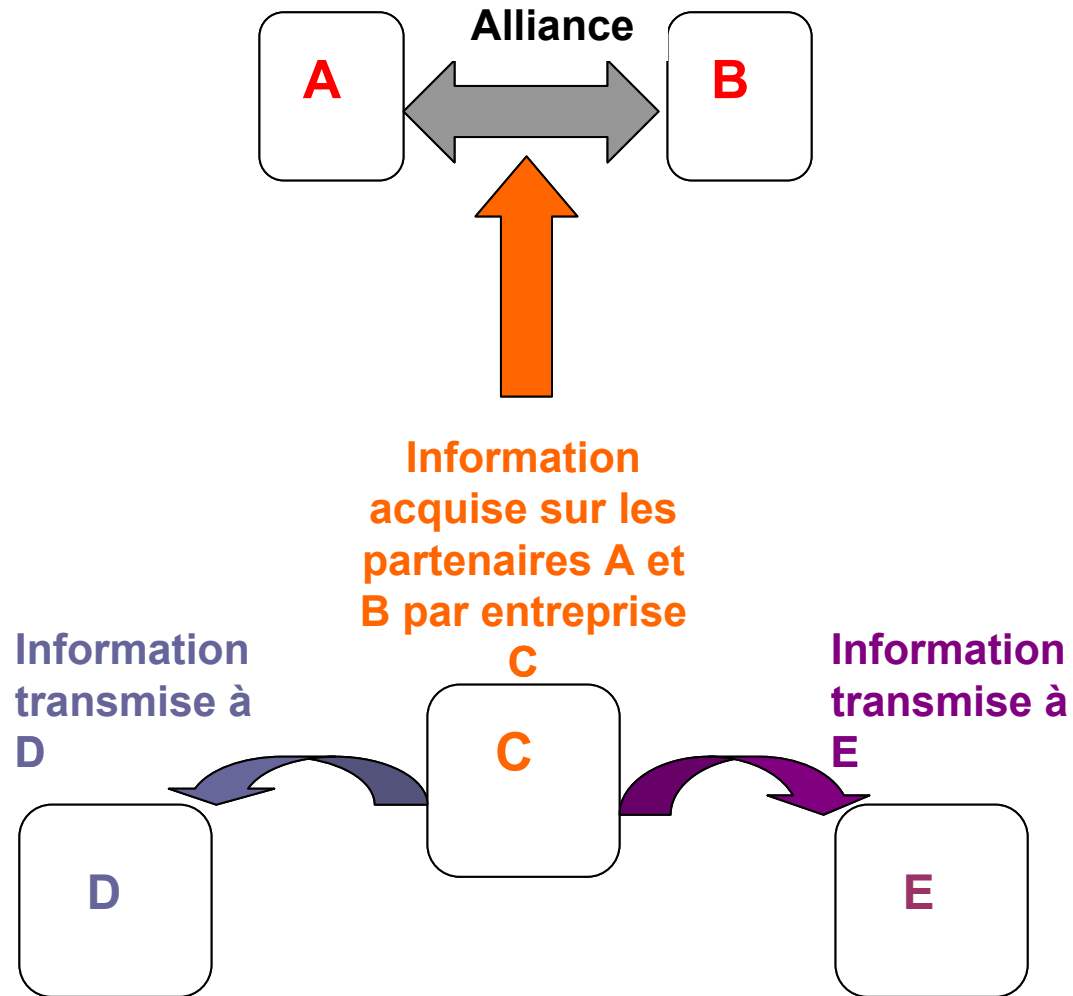 Alliance
A
B
Information
acquise sur les
partenaires A et
B par entreprise
C
Information
transmise à
D
Information
transmise à
E
C
D
E